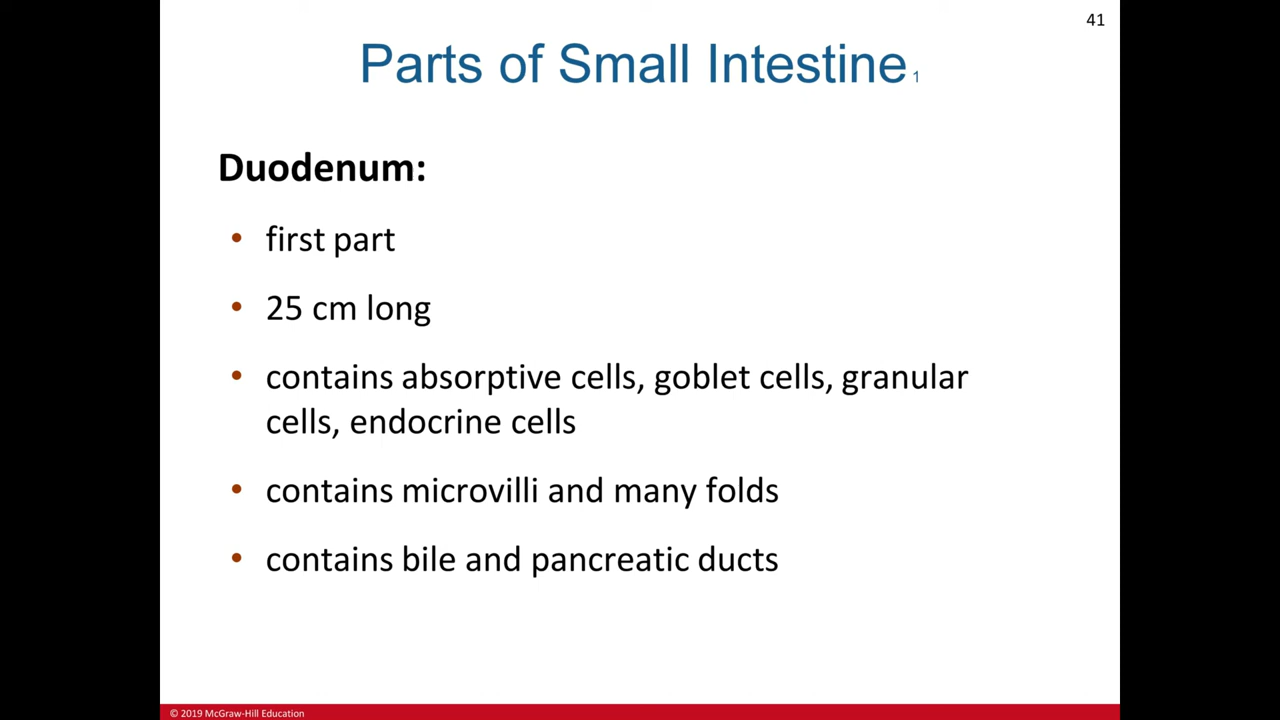 41
Parts of Small Intestine 1
Duodenum:
• first part
• 25 cm long
• contains absorptive cells, goblet cells, granular
cells, endocrine cells
• contains microvilli and many folds
• contains bile and pancreatic ducts
© 2019 McGraw-Hill Education